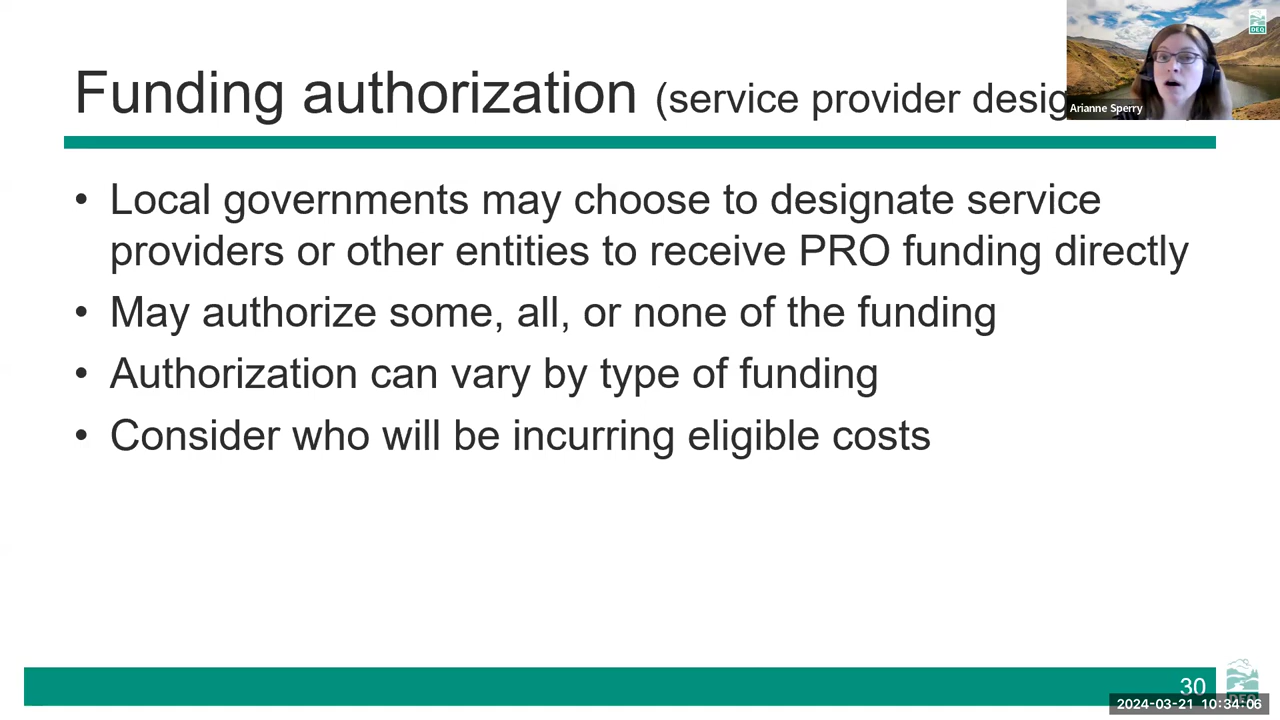 Funding authorization (service provider desig
DEQ
Arianne Sperry
• Local governments may choose to designate service
providers or other entities to receive PRO funding directly
• May authorize some, all, or none of the funding
• Authorization can vary by type of funding
• Consider who will be incurring eligible costs
30
DEQ
2024-03-21 10:34:06